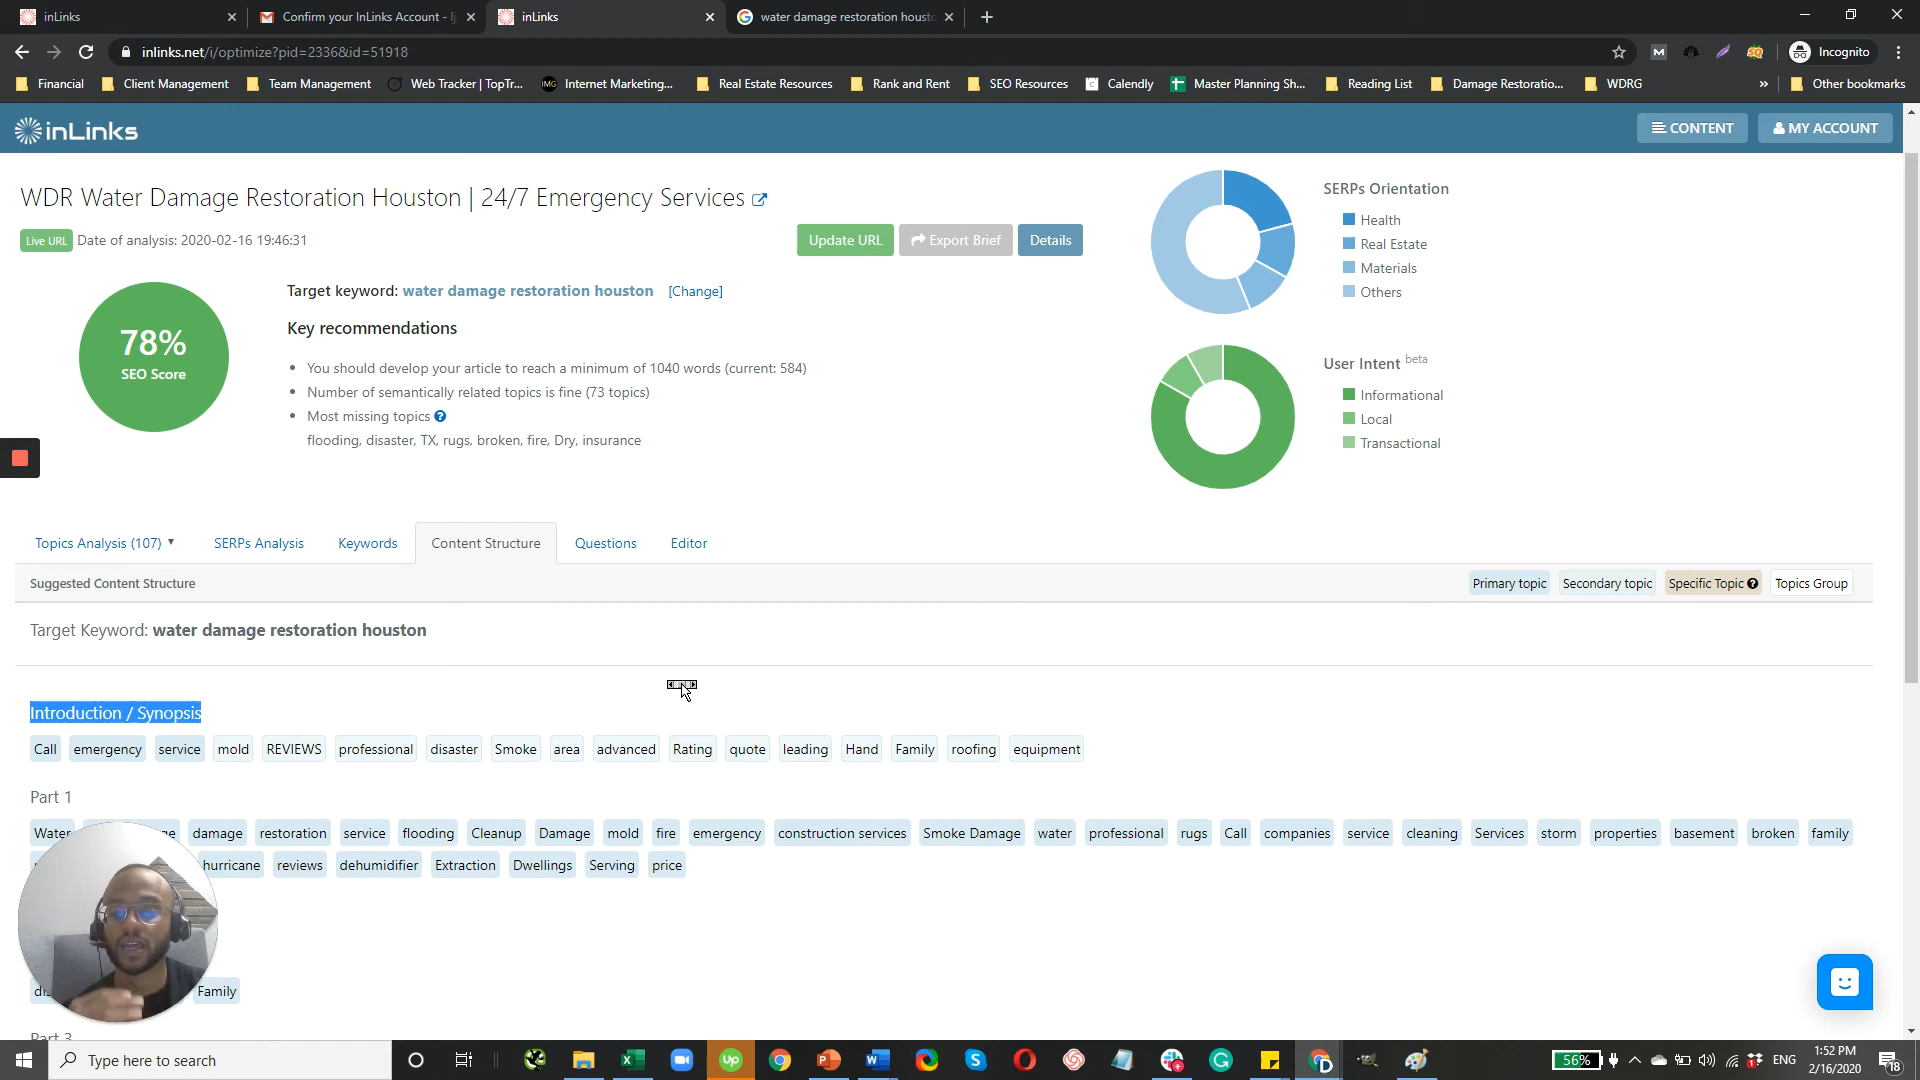 inLinks
Confirm your InLinks Account - lj
inLinks
water damage restoration housto
inlinks.net/i/optimize?pid=2336&id=51918
Incognito
Financial
Client Management
Team Management
Web Tracker | TopTr...
Internet Marketing...
Real Estate Resources
Rank and Rent
SEO Resources
Calendly
Master Planning Sh...
Reading List
Damage Restoratio...
WDRG
»
Other bookmarks
inLinks
CONTENT
MY ACCOUNT
WDR Water Damage Restoration Houston | 24/7 Emergency Services
Live URL Date of analysis: 2020-02-16 19:46:31
Update URL
Export Brief
Details
78%
SEO Score
Target keyword: water damage restoration houston [Change]
Key recommendations
• You should develop your article to reach a minimum of 1040 words (current: 584)
• Number of semantically related topics is fine (73 topics)
• Most missing topics
flooding, disaster, TX, rugs, broken, fire, Dry, insurance
SERPs Orientation
Health
Real Estate
Materials
Others
User Intent beta
Informational
Local
Transactional
Topics Analysis (107)
SERPs Analysis
Keywords
Content Structure
Questions
Editor
Suggested Content Structure
Primary topic
Secondary topic
Specific Topic
Topics Group
Target Keyword: water damage restoration houston
Introduction / Synopsis
Call emergency service mold REVIEWS professional disaster Smoke area advanced Rating quote leading Hand Family roofing equipment
Part 1
Water damage restoration service flooding Cleanup Damage mold fire emergency construction services Smoke Damage water professional rugs Call companies service cleaning Services storm properties basement broken family
hurricane reviews dehumidifier Extraction Dwellings Serving price
Family
Part 3
Type here to search
56%
ENG
1:52 PM
2/16/2020
18